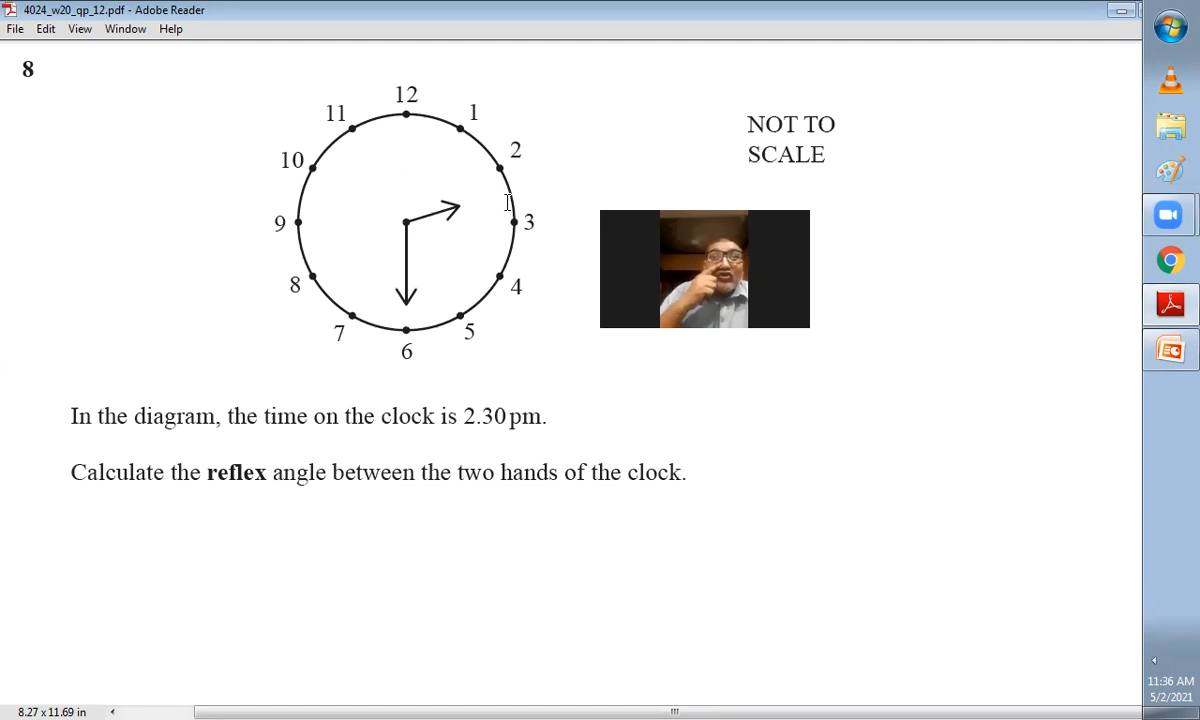 4024_w20_qp_12.pdf - Adobe Reader
File Edit View Window Help
8
12
11
1
10
2
9
3
8
4
7
5
6
NOT TO
SCALE
In the diagram, the time on the clock is 2.30 pm.
Calculate the reflex angle between the two hands of the clock.
8.27 x 11.69 in
11:36 AM
5/2/2021